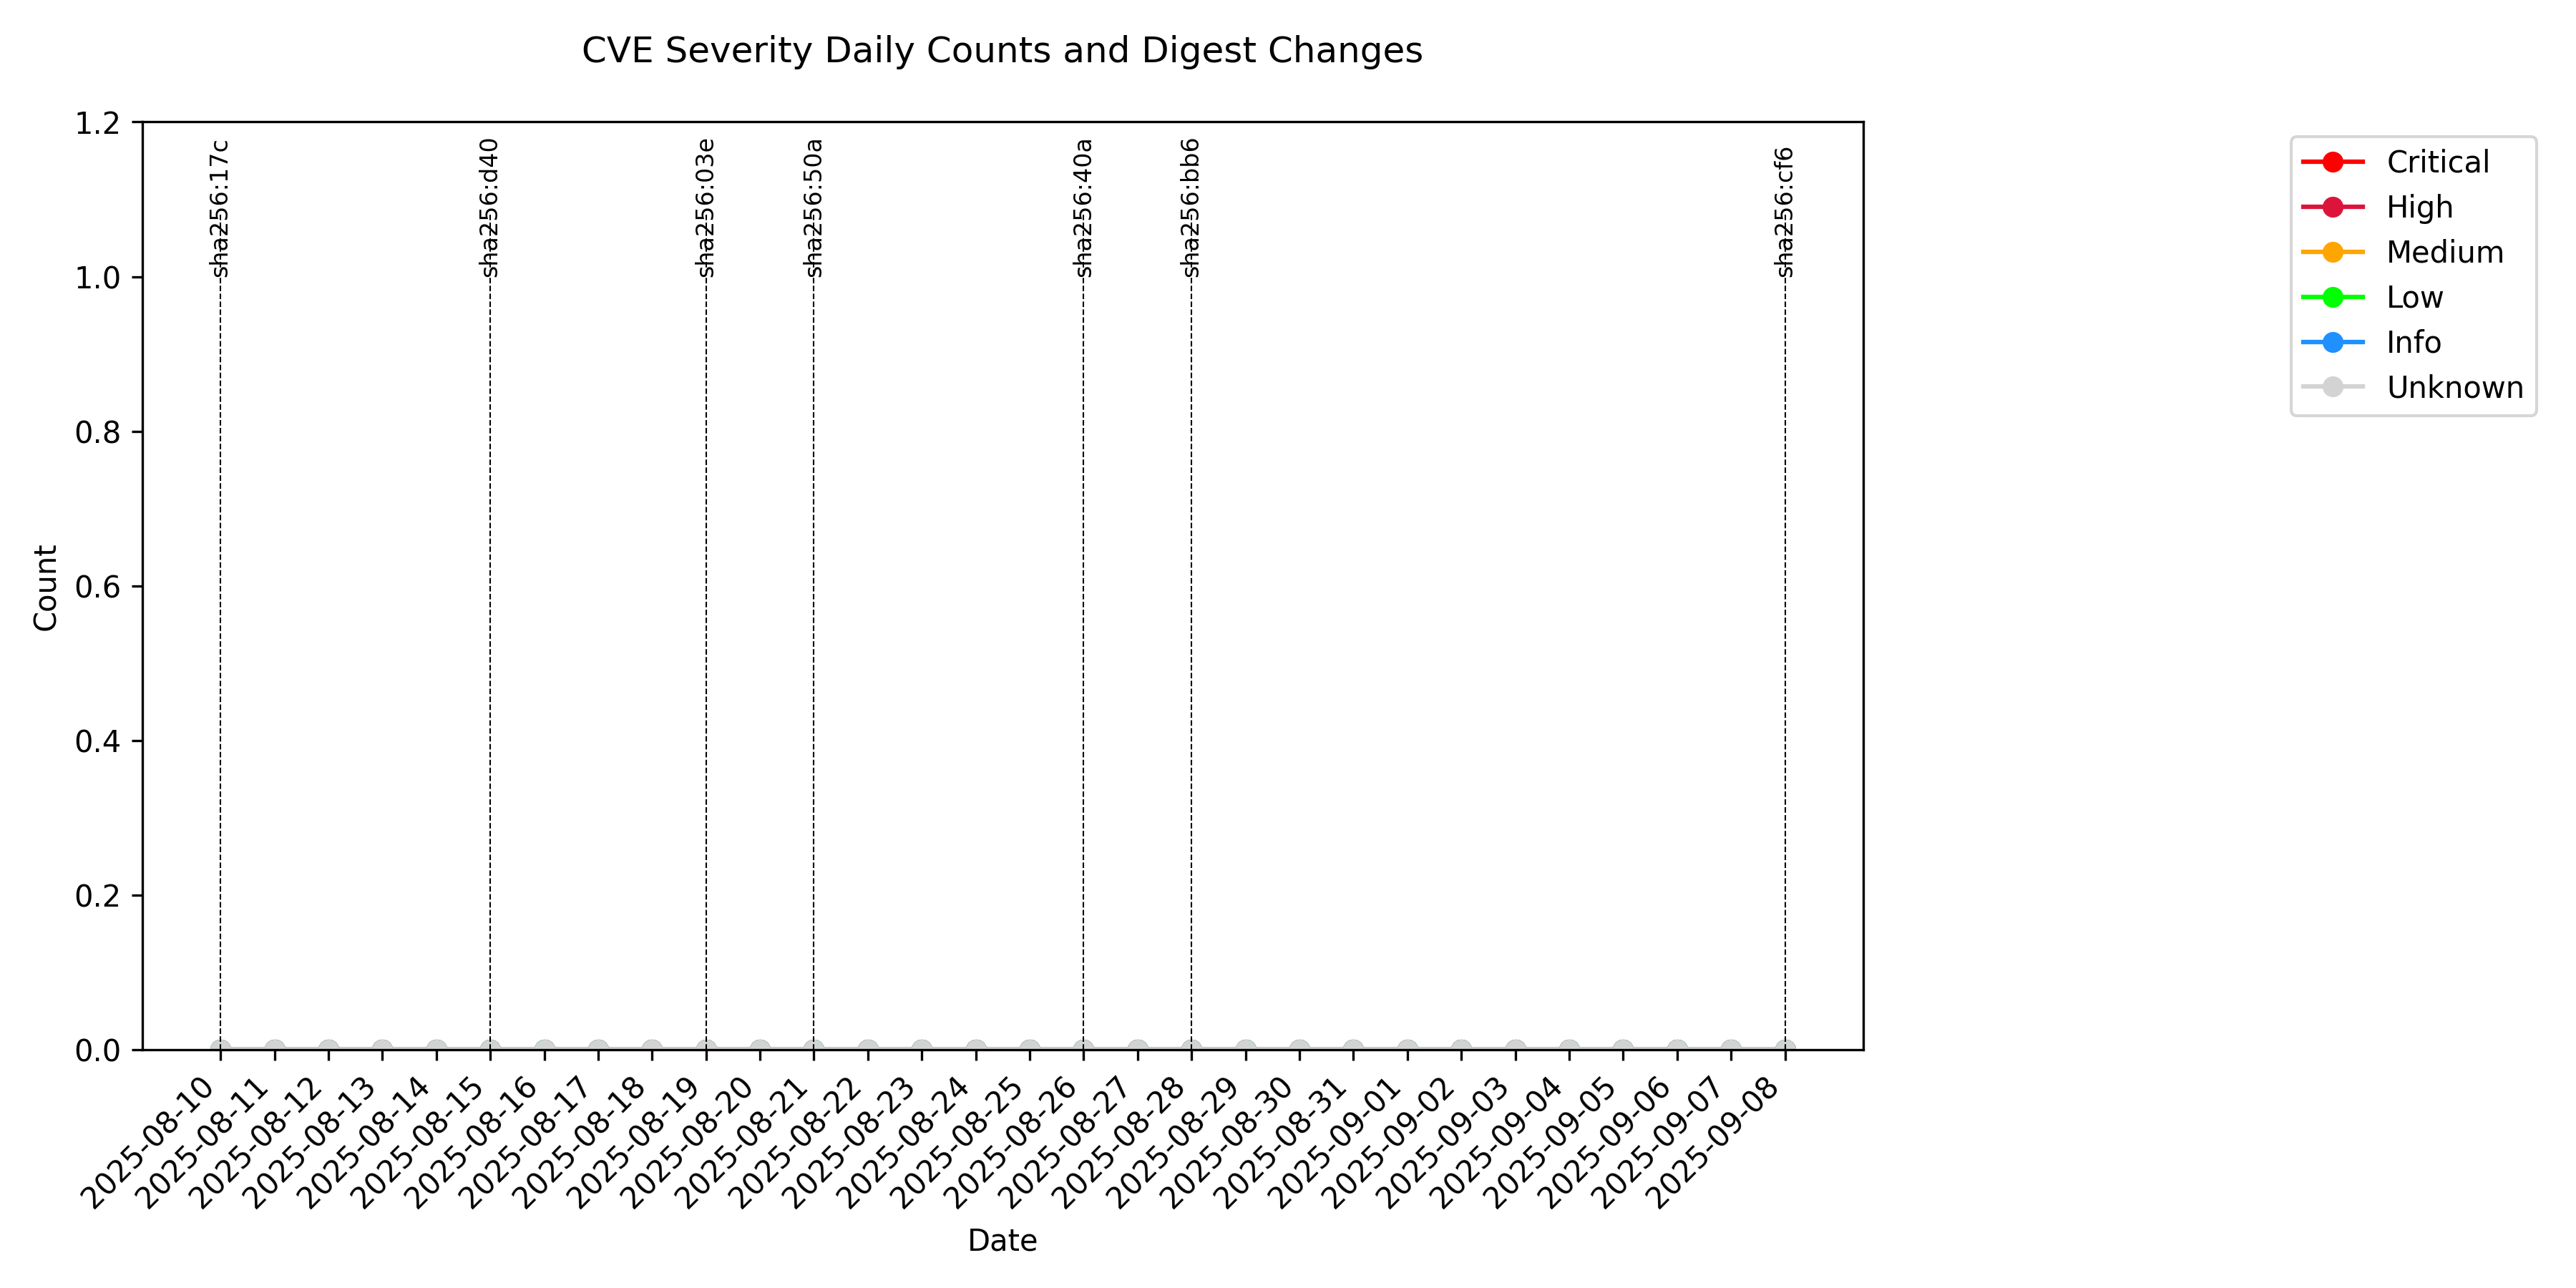 CVE Severity Daily Counts and Digest Changes
1.2
1.0
0.8
0.6
0.4
0.2
0.0
Count
sha256:17c
sha256:d40
sha256:03e
sha256:50a
sha256:40a
sha256:bb6
sha256:cf6
Critical
High
Medium
Low
Info
Unknown
2025-08-10
2025-08-11
2025-08-12
2025-08-13
2025-08-14
2025-08-15
2025-08-16
2025-08-17
2025-08-18
2025-08-19
2025-08-20
2025-08-21
2025-08-22
2025-08-23
2025-08-24
2025-08-25
2025-08-26
2025-08-27
2025-08-28
2025-08-29
2025-08-30
2025-08-31
2025-09-01
2025-09-02
2025-09-03
2025-09-04
2025-09-05
2025-09-06
2025-09-07
2025-09-08
Date